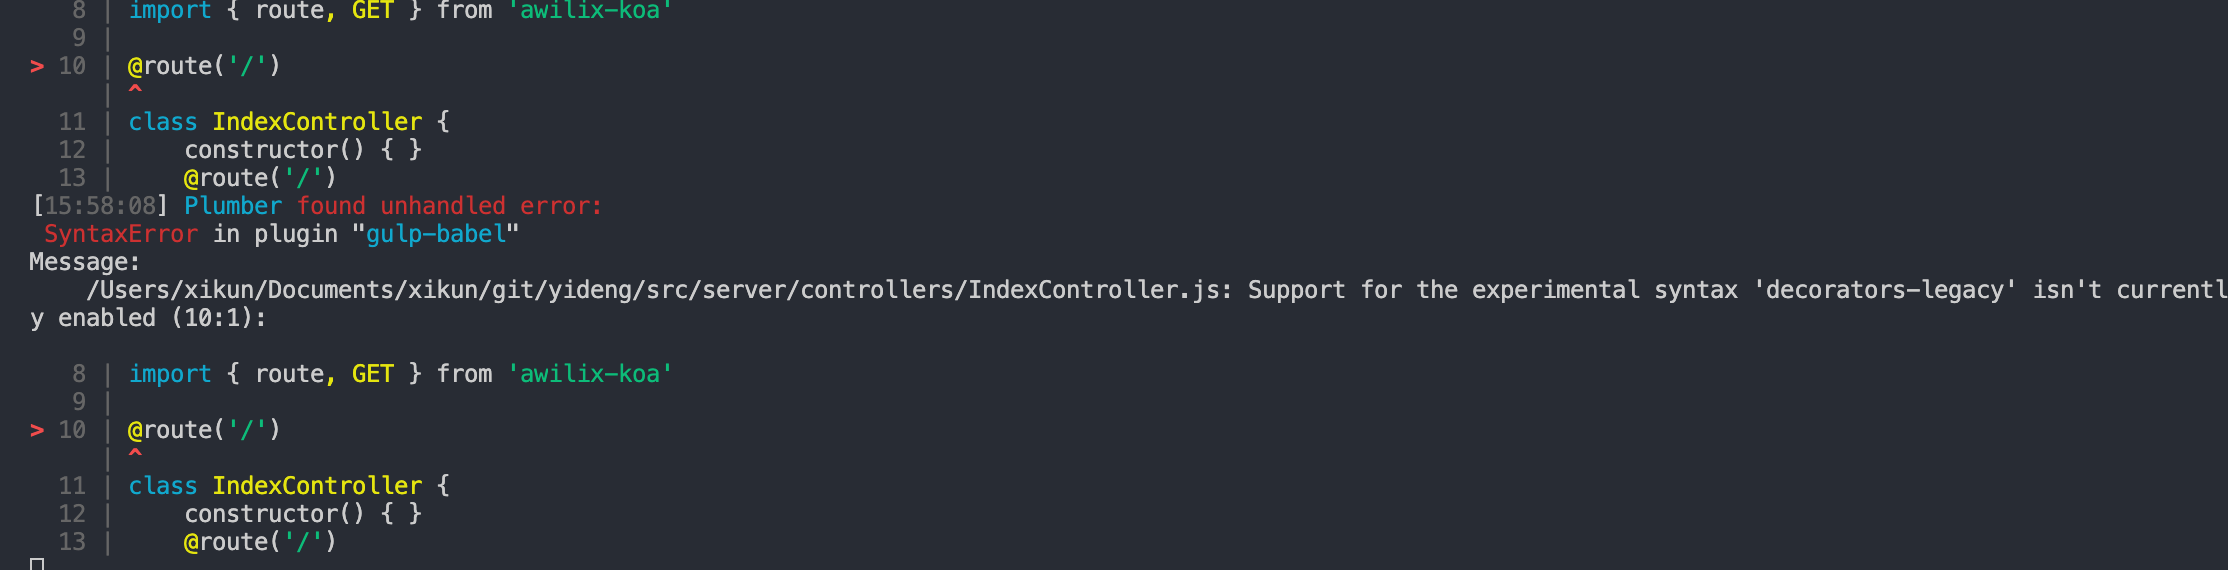 8 | import { route, GET } from 'awilix-koa'
9 |
> 10 | @route('/')
| ^
11 | class IndexController {
12 |     constructor() { }
13 |     @route('/')
[15:58:08] Plumber found unhandled error:
SyntaxError in plugin "gulp-babel"
Message:
/Users/xikun/Documents/xikun/git/yideng/src/server/controllers/IndexController.js: Support for the experimental syntax 'decorators-legacy' isn't currentl
y enabled (10:1):
8 | import { route, GET } from 'awilix-koa'
9 |
> 10 | @route('/')
| ^
11 | class IndexController {
12 |     constructor() { }
13 |     @route('/')